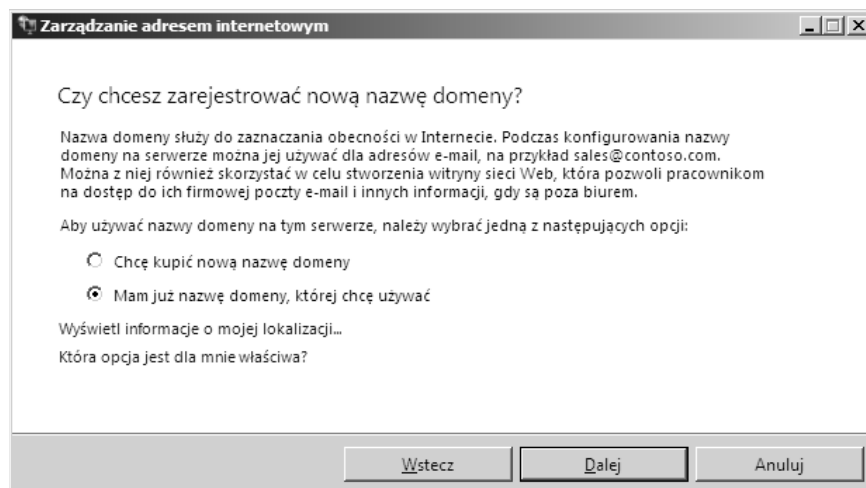 Zarządzanie adresem internetowym
Czy chcesz zarejestrować nową nazwę domeny?
Nazwa domeny służy do zaznaczania obecności w Internecie. Podczas konfigurowania nazwy
domeny na serwerze można jej używać dla adresów e-mail, na przykład sales@contoso.com.
Można z niej również skorzystać w celu stworzenia witryny sieci Web, która pozwoli pracownikom
na dostęp do ich firmowej poczty e-mail i innych informacji, gdy są poza biurem.
Aby używać nazwy domeny na tym serwerze, należy wybrać jedną z następujących opcji:
Chcę kupić nową nazwę domeny
Mam już nazwę domeny, której chcę używać
Wyświetl informacje o mojej lokalizacji...
Która opcja jest dla mnie właściwa?
Wstecz Dalej Anuluj